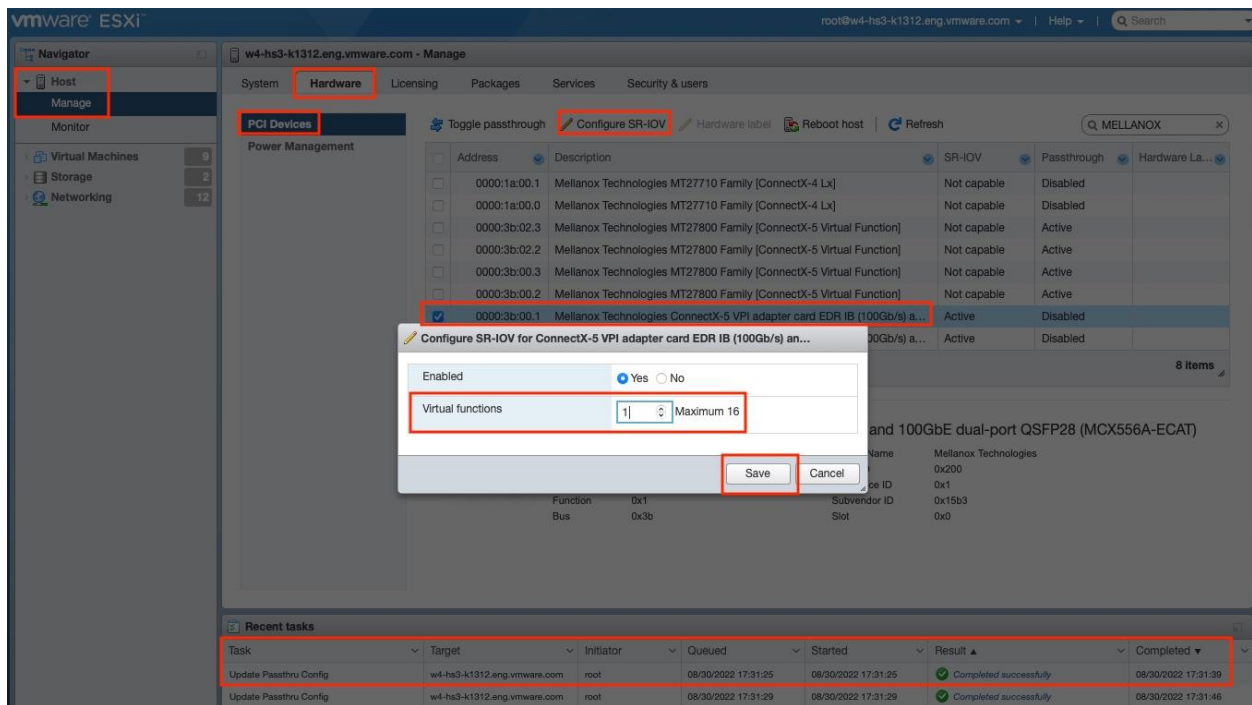 vmware ESXi™
root@w4-hs3-k1312.eng.vmware.com | Help | Search
Navigator
Host
Manage
Monitor
Virtual Machines 9
Storage 2
Networking 12
w4-hs3-k1312.eng.vmware.com - Manage
System Hardware Licensing Packages Services Security & users
PCI Devices
Power Management
Toggle passthrough Configure SR-IOV Hardware label Reboot host | Refresh MELLANOX x
Address Description SR-IOV Passthrough Hardware La...
0000:1a:00.1 Mellanox Technologies MT27710 Family [ConnectX-4 Lx] Not capable Disabled
0000:1a:00.0 Mellanox Technologies MT27710 Family [ConnectX-4 Lx] Not capable Disabled
0000:3b:02.3 Mellanox Technologies MT27800 Family [ConnectX-5 Virtual Function] Not capable Active
0000:3b:02.2 Mellanox Technologies MT27800 Family [ConnectX-5 Virtual Function] Not capable Active
0000:3b:00.3 Mellanox Technologies MT27800 Family [ConnectX-5 Virtual Function] Not capable Active
0000:3b:00.2 Mellanox Technologies MT27800 Family [ConnectX-5 Virtual Function] Not capable Active
0000:3b:00.1 Mellanox Technologies ConnectX-5 VPI adapter card EDR IB (100Gb/s) a... Active Disabled
00Gb/s) a... Active Disabled
8 items
Configure SR-IOV for ConnectX-5 VPI adapter card EDR IB (100Gb/s) an...
Enabled Yes No
Virtual functions 1 Maximum 16
Save Cancel
and 100GbE dual-port QSFP28 (MCX556A-ECAT)
Name Mellanox Technologies
0x200
ce ID 0x1
Function 0x1 Subvendor ID 0x15b3
Bus 0x3b Slot 0x0
Recent tasks
Task Target Initiator Queued Started Result Completed
Update Passthru Config w4-hs3-k1312.eng.vmware.com root 08/30/2022 17:31:25 08/30/2022 17:31:25 Completed successfully 08/30/2022 17:31:39
Update Passthru Config w4-hs3-k1312.eng.vmware.com root 08/30/2022 17:31:29 08/30/2022 17:31:29 Completed successfully 08/30/2022 17:31:46